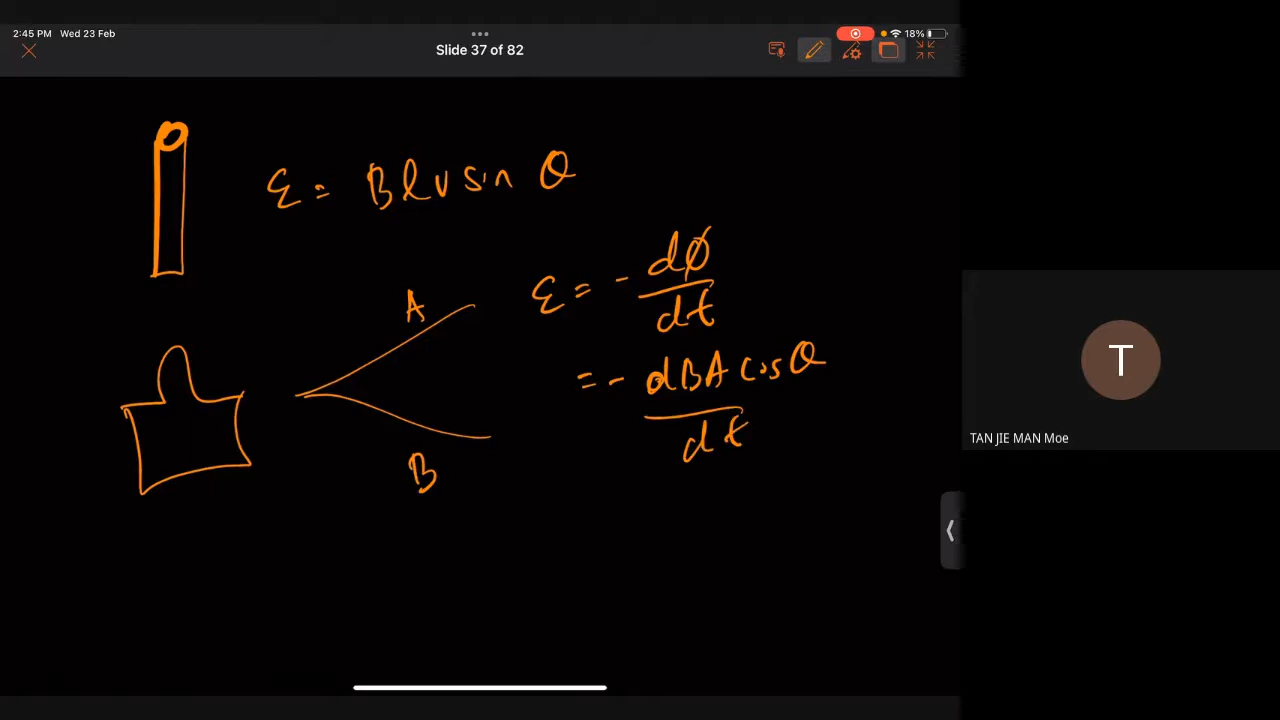 2:45 PM Wed 23 Feb
18%
Slide 37 of 82
ε = Blv sin θ
A
ε = - dφ/dt
= - dBA cos θ/dt
B
T
TAN JIE MAN Moe